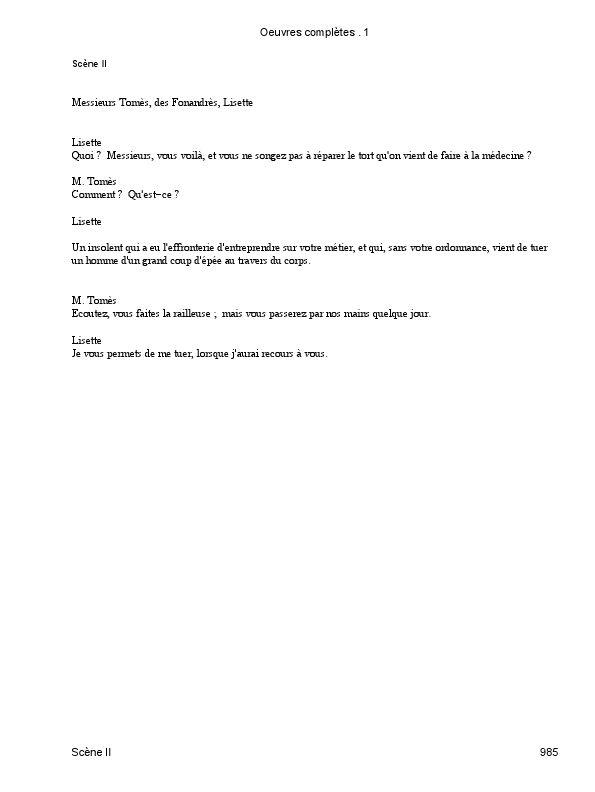 Oeuvres complètes . 1
Scène II
Messieurs Tomès, des Fonandrès, Lisette
Lisette
Quoi ? Messieurs, vous voilà, et vous ne songez pas à réparer le tort qu'on vient de faire à la médecine ?
M. Tomès
Comment ? Qu'est−ce ?
Lisette
Un insolent qui a eu l'effronterie d'entreprendre sur votre métier, et qui, sans votre ordonnance, vient de tuer
un homme d'un grand coup d'épée au travers du corps.
M. Tomès
Ecoutez, vous faites la railleuse ; mais vous passerez par nos mains quelque jour.
Lisette
Je vous permets de me tuer, lorsque j'aurai recours à vous.
Scène II 985